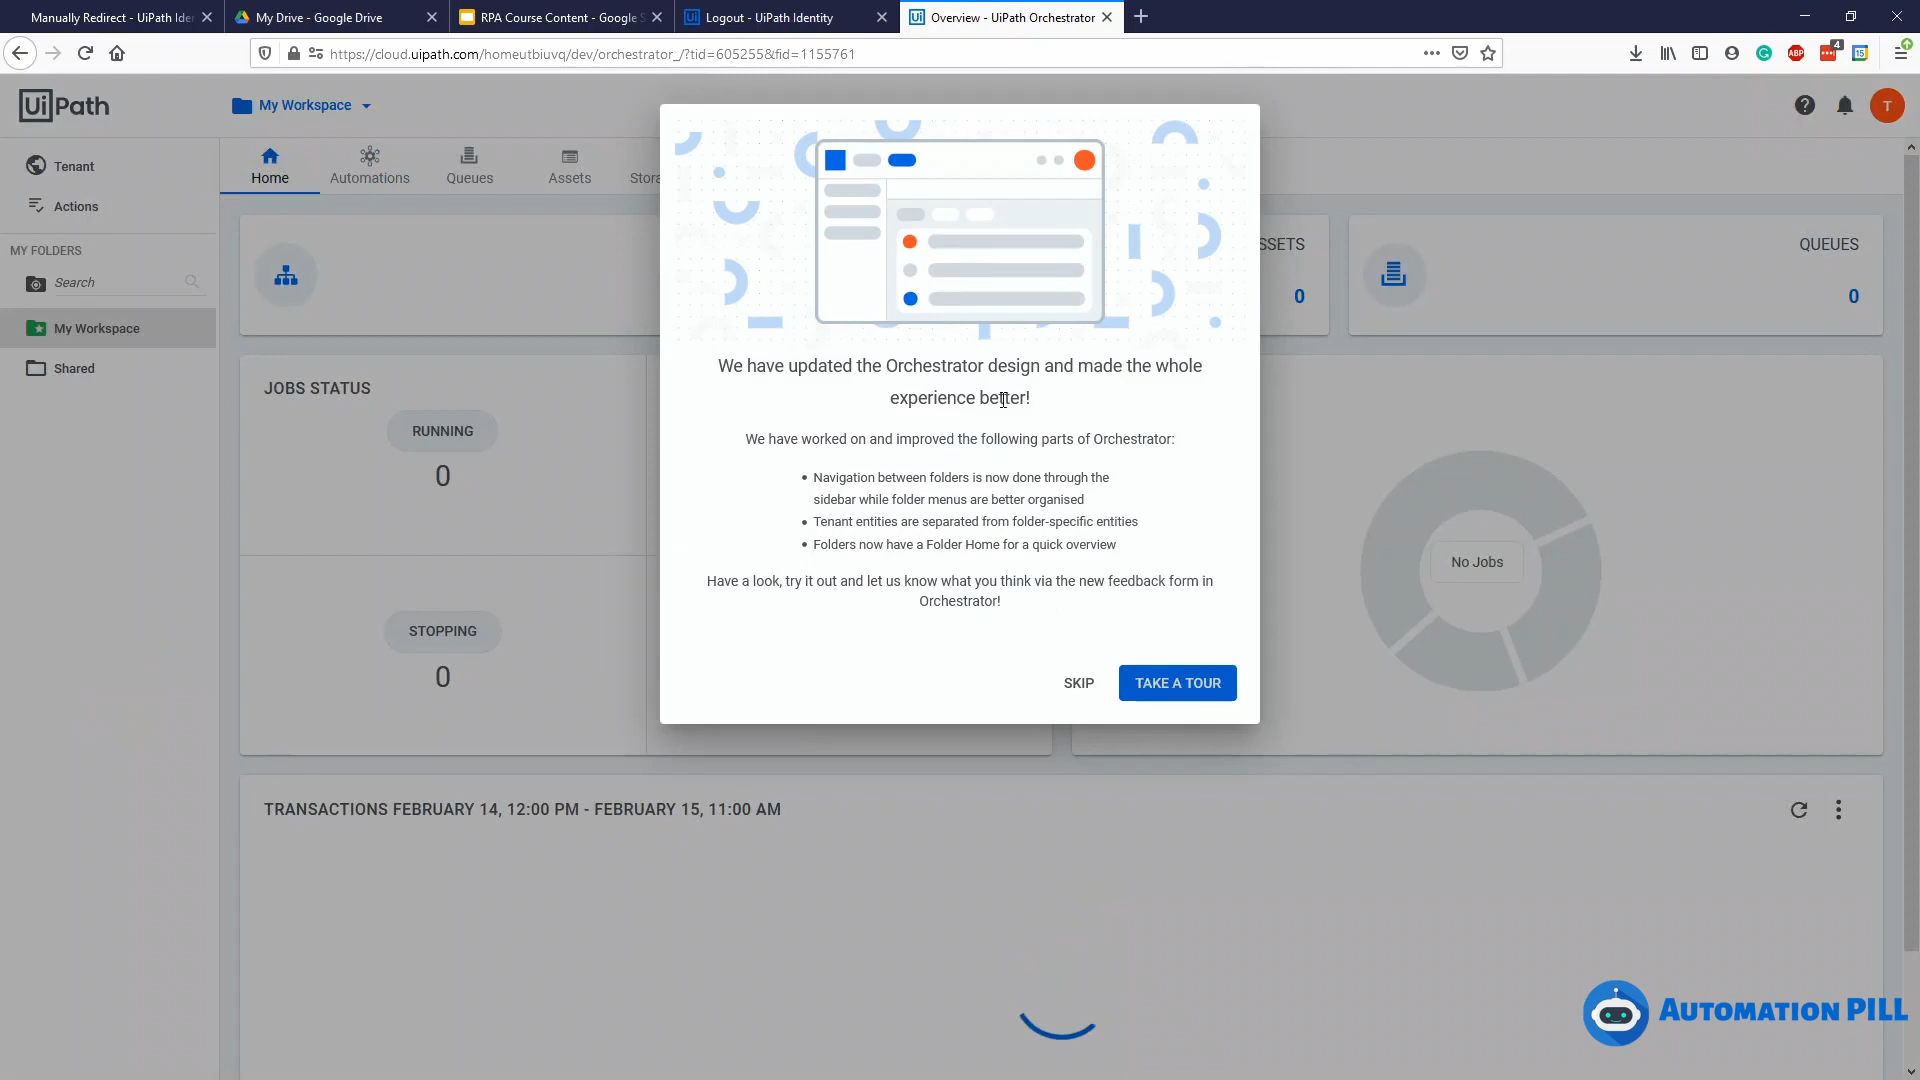 Manually Redirect - UiPath Ide
My Drive - Google Drive
RPA Course Content - Google S
Logout - UiPath Identity
Overview - UiPath Orchestrator
https://cloud.uipath.com/homeutbiuvq/dev/orchestrator_/?tid=605255&fid=1155761
ABP
4
15
UiPath
My Workspace
T
Tenant
Actions
MY FOLDERS
Search
My Workspace
Shared
Home
Automations
Queues
Assets
Stora
SSETS
0
QUEUES
0
JOBS STATUS
RUNNING
0
STOPPING
0
No Jobs
We have updated the Orchestrator design and made the whole
experience better!
We have worked on and improved the following parts of Orchestrator:
• Navigation between folders is now done through the
sidebar while folder menus are better organised
• Tenant entities are separated from folder-specific entities
• Folders now have a Folder Home for a quick overview
Have a look, try it out and let us know what you think via the new feedback form in
Orchestrator!
SKIP
TAKE A TOUR
TRANSACTIONS FEBRUARY 14, 12:00 PM - FEBRUARY 15, 11:00 AM
AUTOMATION PILL